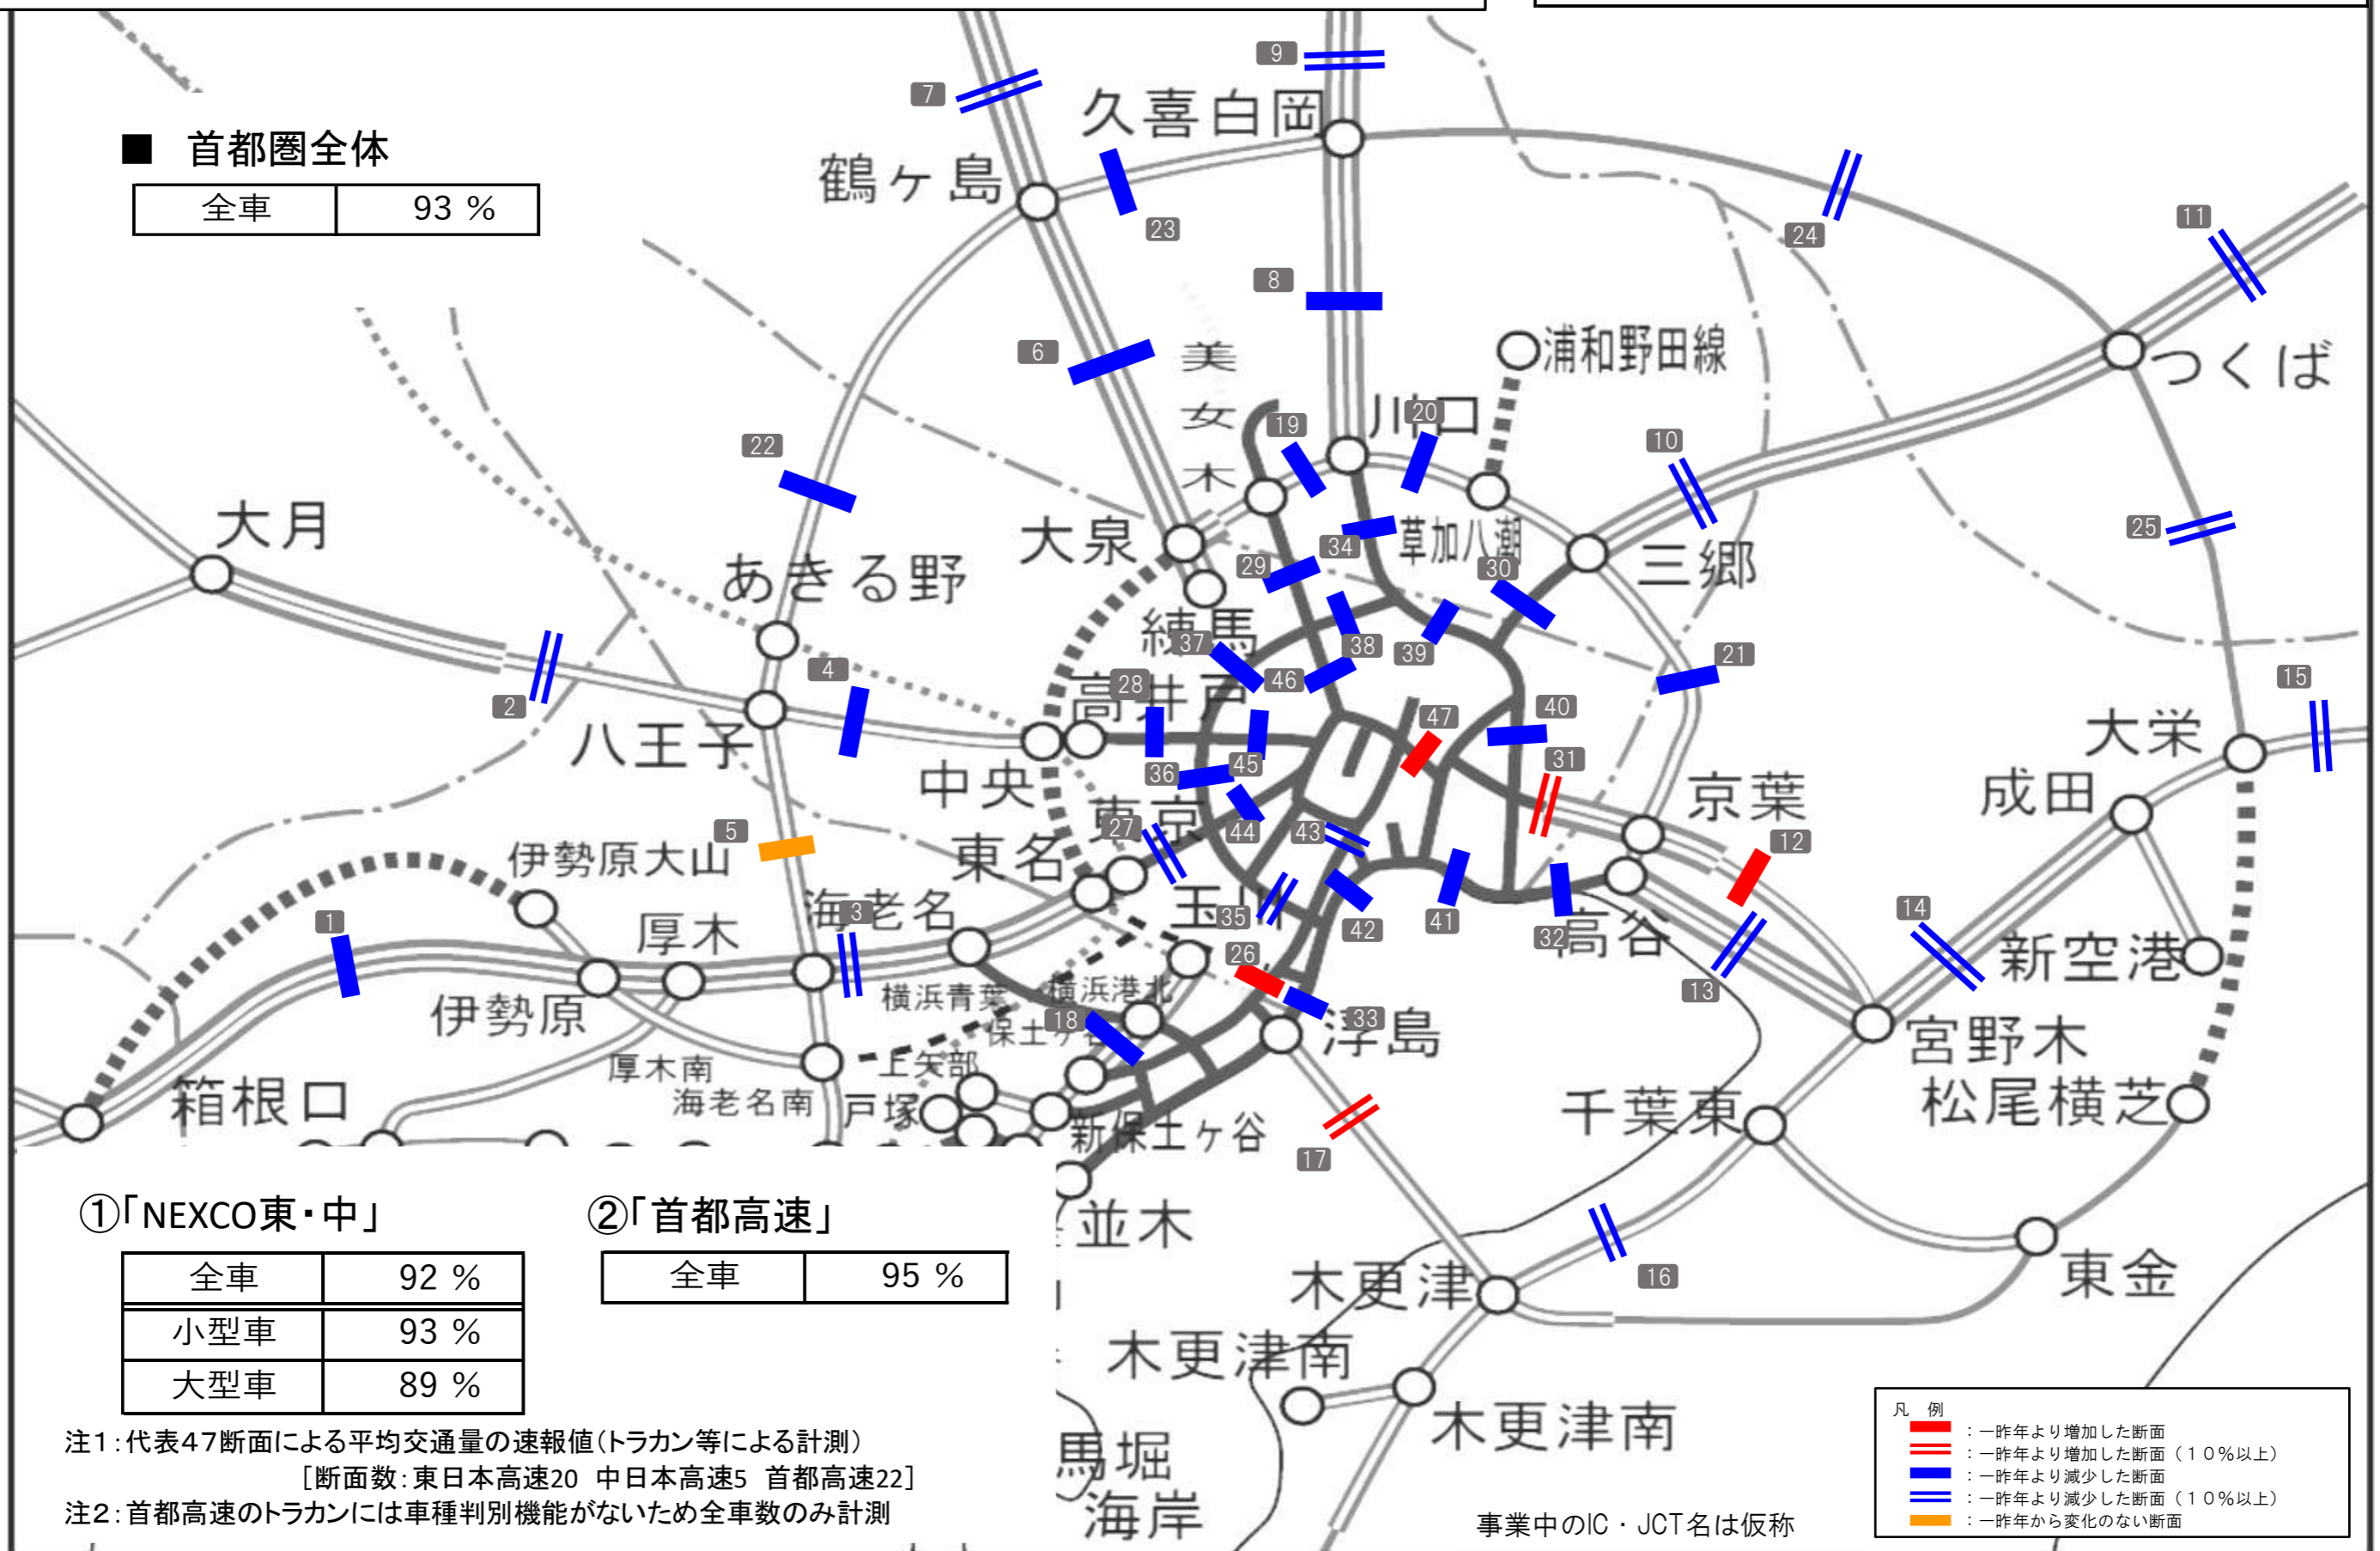 9
7
久喜白岡
■ 首都圏全体
鶴ヶ島
全車 93 %
23
24
11
8
6
美女木
浦和野田線
つくば
川口
20
19
22
10
大月
大泉
34
草加八潮
25
あきる野
29
30
三郷
練馬
37
38
39
21
4
28
高井戸
46
15
2
47
40
大栄
八王子
36
45
31
成田
中央
京葉
5
東京
27
44
43
12
伊勢原大山
東名
1
厚木
海老名
3
玉川
35
42
41
32
高谷
14
新空港
26
伊勢原
横浜青葉
横浜港北
13
18
保土ヶ谷
33
浮島
宮野木
厚木南
上矢部
箱根口
海老名南
戸塚
千葉東
松尾横芝
新保土ヶ谷
17
①「NEXCO東・中」
②「首都高速」
並木
全車 92 %
全車 95 %
16
木更津
東金
小型車 93 %
大型車 89 %
木更津南
木更津南
凡 例
：一昨年より増加した断面
：一昨年より増加した断面（１０％以上）
：一昨年より減少した断面
：一昨年より減少した断面（１０％以上）
：一昨年から変化のない断面
注１：代表４７断面による平均交通量の速報値（トラカン等による計測）
［断面数：東日本高速20 中日本高速5 首都高速22］
注２：首都高速のトラカンには車種判別機能がないため全車数のみ計測
馬堀
海岸
事業中のIC・JCT名は仮称